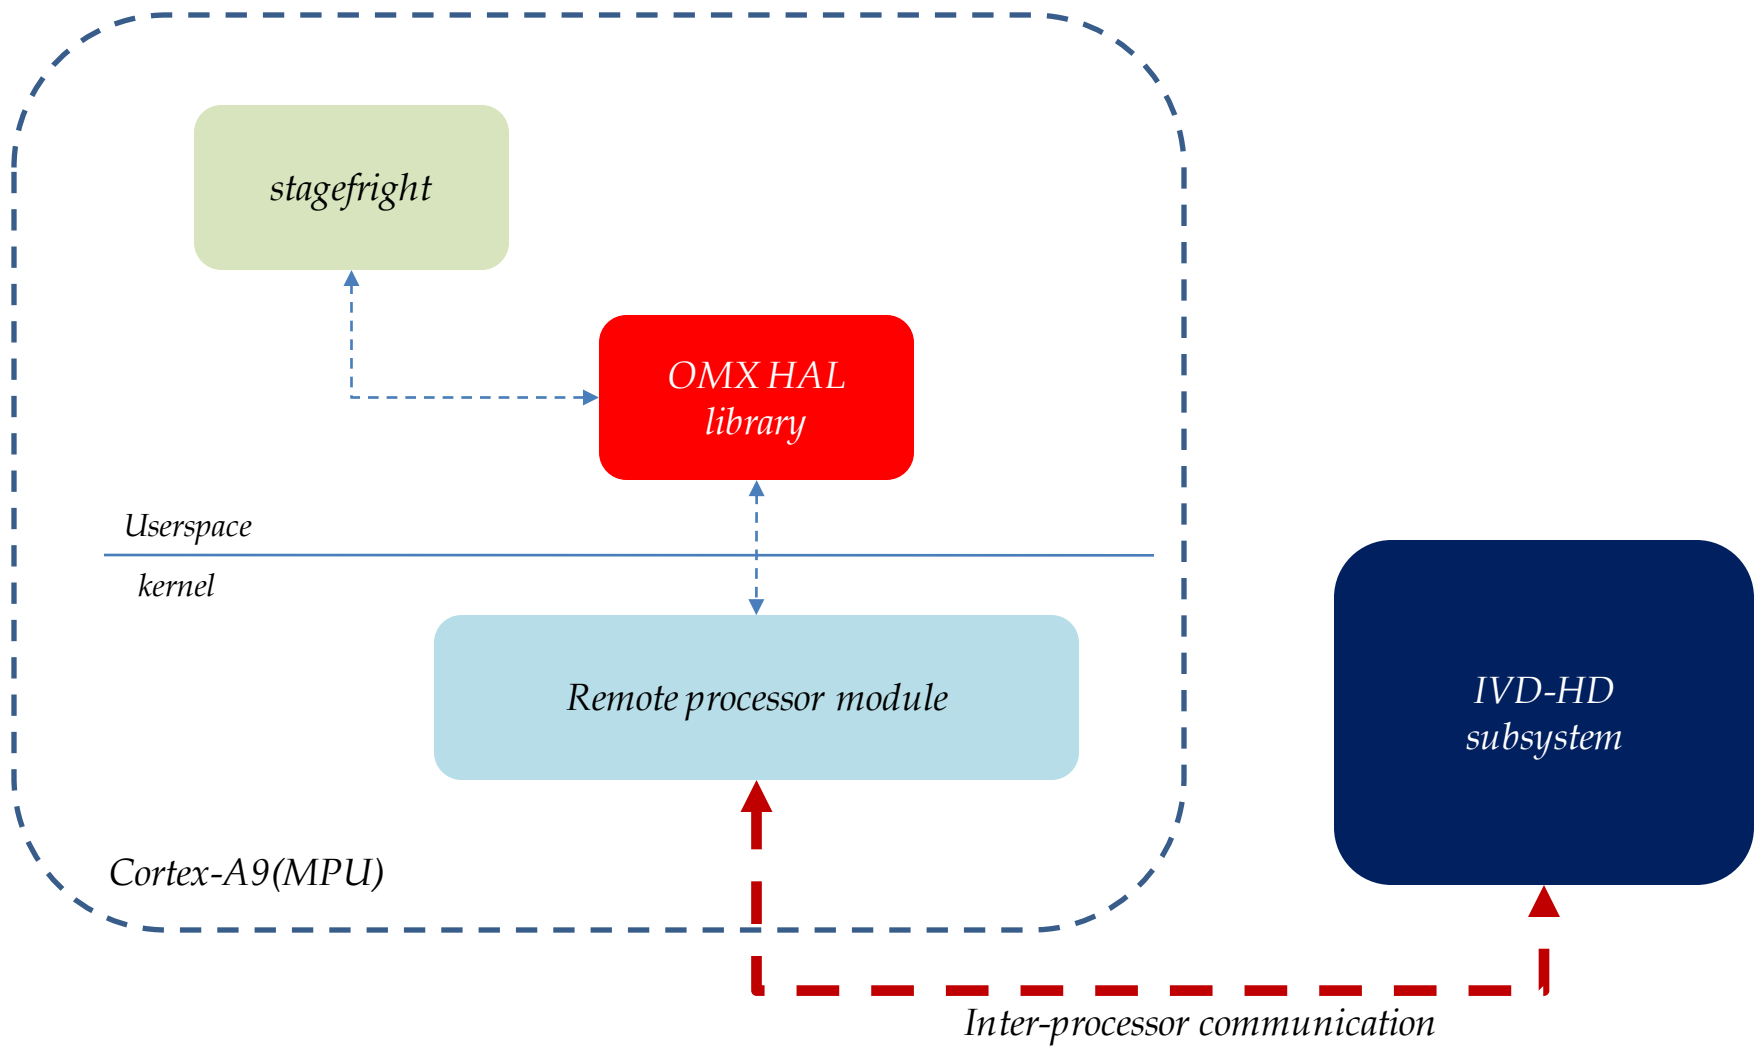 stagefright
OMX HAL
library
Userspace
kernel
Remote processor module
IVD-HD
subsystem
Cortex-A9(MPU)
Inter-processor communication